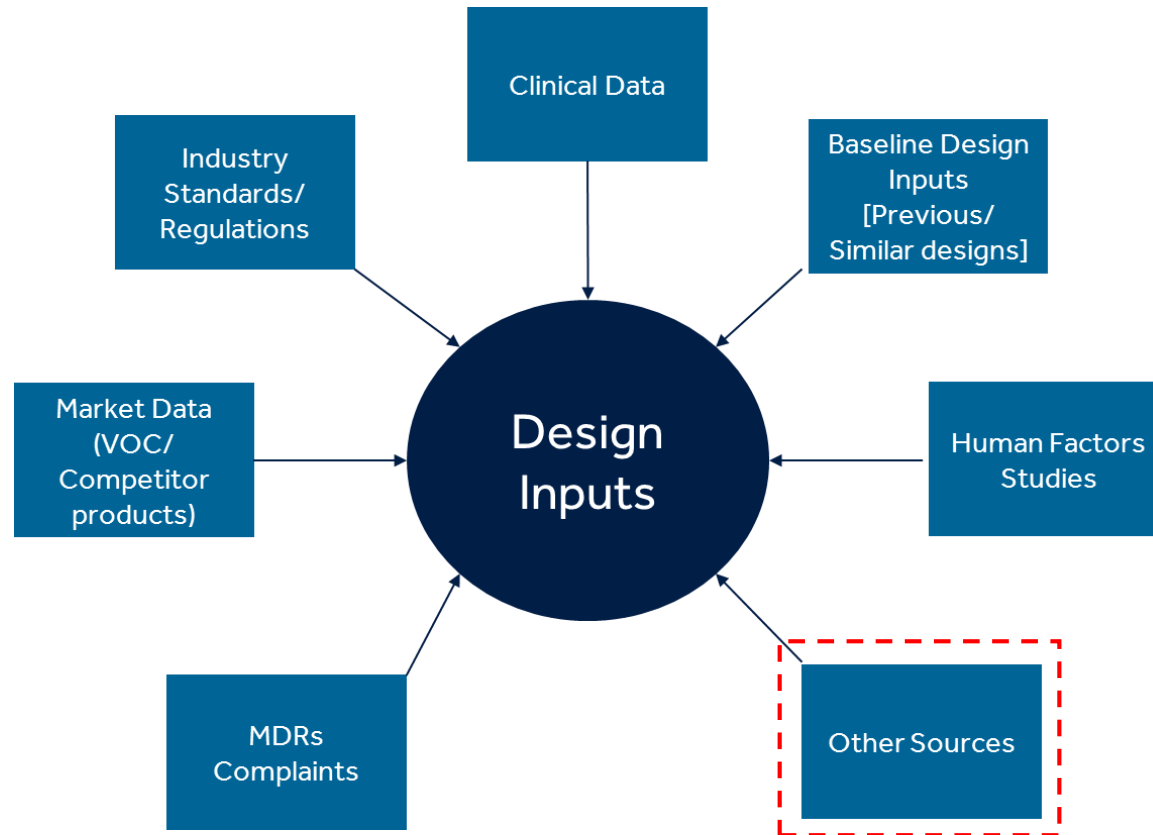 Clinical Data
Industry
Standards/
Regulations
Baseline Design
Inputs
[Previous/
Similar designs]
Market Data
(VOC/
Competitor
products)
Design
Inputs
Human Factors
Studies
MDRs
Complaints
Other Sources